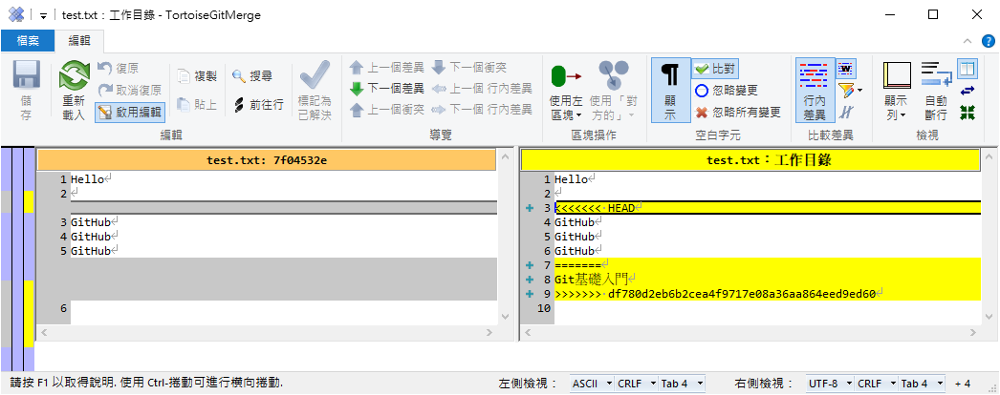 test.txt：工作目錄 - TortoiseGitMerge
檔案 編輯
儲存
重新載入
復原
取消復原
啟用編輯
複製
貼上
搜尋
前往行
標記為已解決
編輯
上一個差異
下一個差異
上一個衝突
下一個衝突
上一個 行內差異
下一個 行內差異
導覽
使用左區塊
使用「對方的」
區塊操作
顯示
比對
忽略變更
忽略所有變更
空白字元
行內差異
比較差異
顯示列
自動斷行
檢視
test.txt: 7f04532e
1 Hello
2
3 GitHub
4 GitHub
5 GitHub
6
test.txt：工作目錄
1 Hello
2
3 <<<<<<< HEAD
4 GitHub
5 GitHub
6 GitHub
7 =======
8 Git基礎入門
9 >>>>>>> df780d2eb6b2cea4f9717e08a36aa864eed9ed60
10
請按 F1 以取得說明. 使用 Ctrl-捲動可進行橫向捲動.
左側檢視： ASCII CRLF Tab 4
右側檢視： UTF-8 CRLF Tab 4 + 4